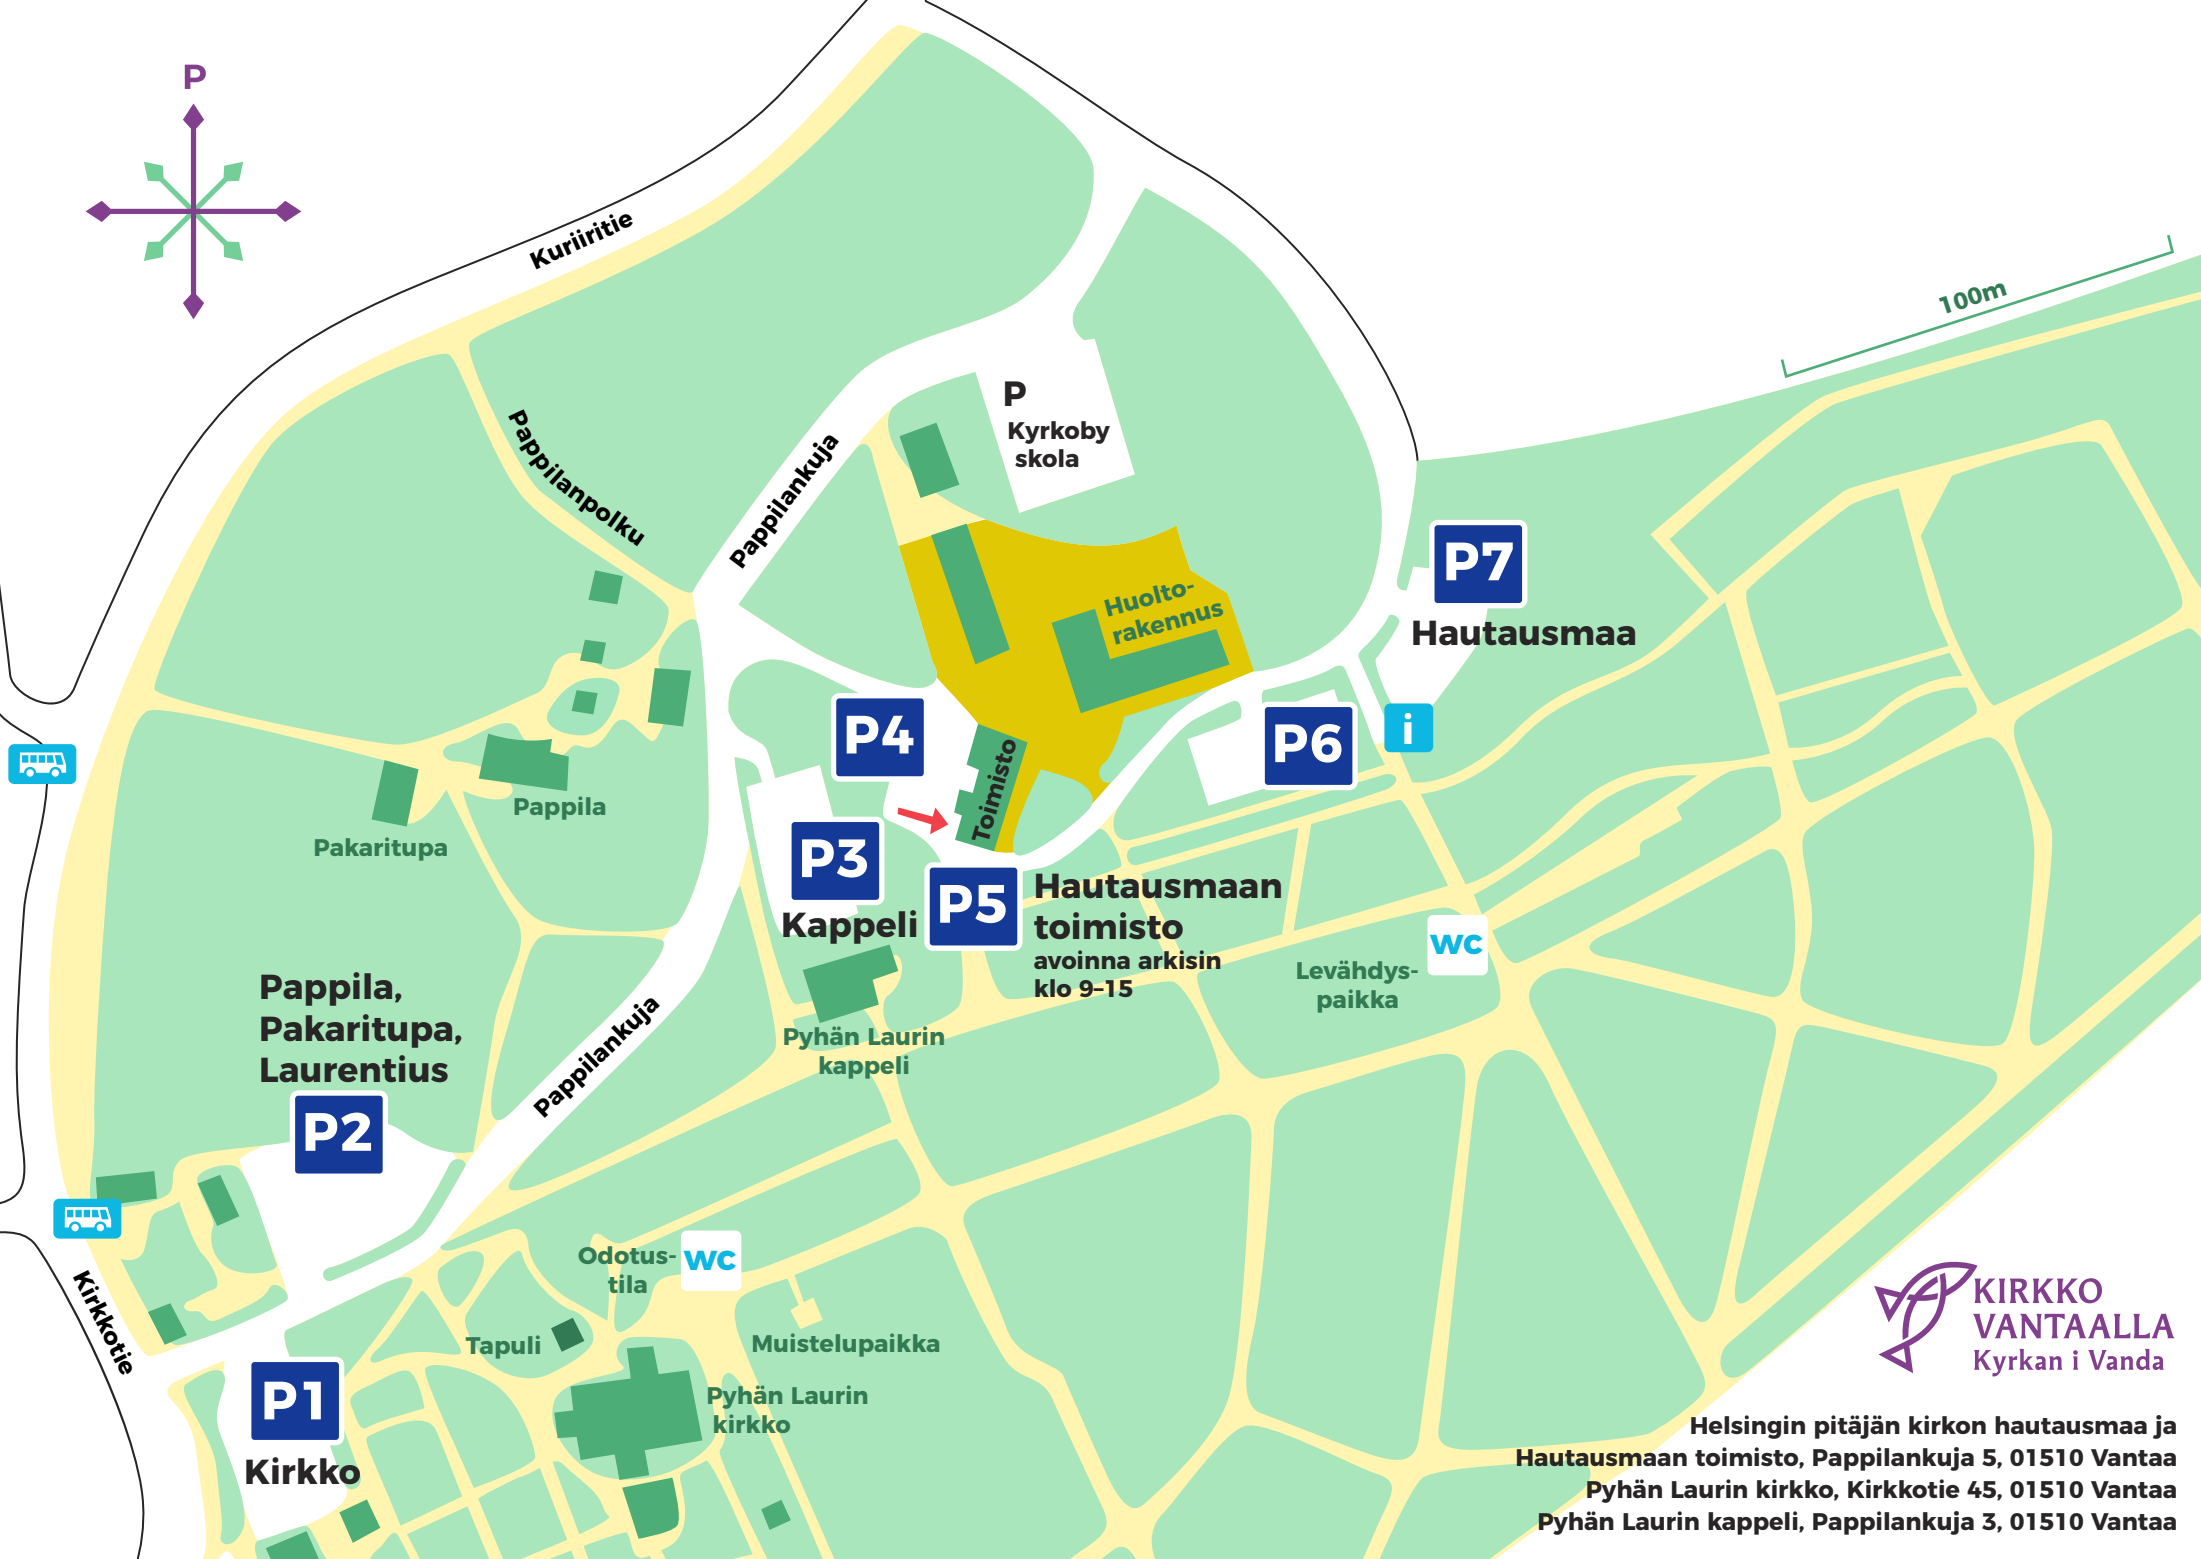 P
Kuriiritie
100m
Pappilanpolku
Pappilankuja
P
Kyrkoby
skola
Huolto-
rakennus
P7
Hautausmaa
P4
P6
i
Toimisto
Pappila
Pakaritupa
P3
Kappeli
P5
Hautausmaan
toimisto
avoinna arkisin
klo 9–15
wc
Levähdys-
paikka
Pappila,
Pakaritupa,
Laurentius
P2
Pappilankuja
Pyhän Laurin
kappeli
Kirkkotie
Odotus-
tila
wc
Tapuli
Muistelupaikka
Pyhän Laurin
kirkko
P1
Kirkko
KIRKKO
VANTAALLA
Kyrkan i Vanda
Helsingin pitäjän kirkon hautausmaa ja
Hautausmaan toimisto, Pappilankuja 5, 01510 Vantaa
Pyhän Laurin kirkko, Kirkkotie 45, 01510 Vantaa
Pyhän Laurin kappeli, Pappilankuja 3, 01510 Vantaa